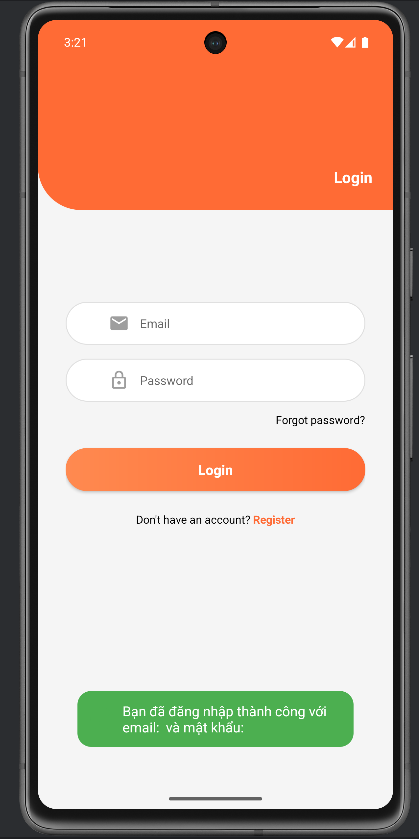 3:21
Login
Email
Password
Forgot password?
Login
Don't have an account? Register
Bạn đã đăng nhập thành công với
email:  và mật khẩu: